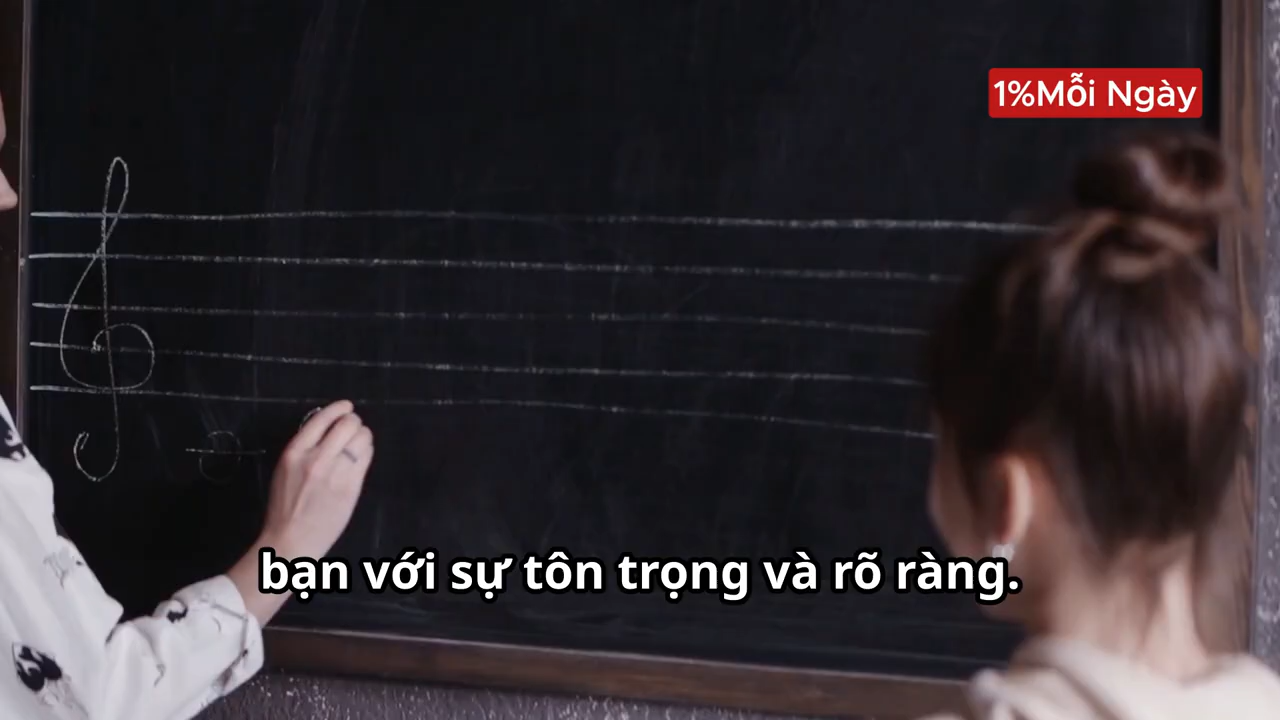 1%Mỗi Ngày
bạn với sự tôn trọng và rõ ràng.